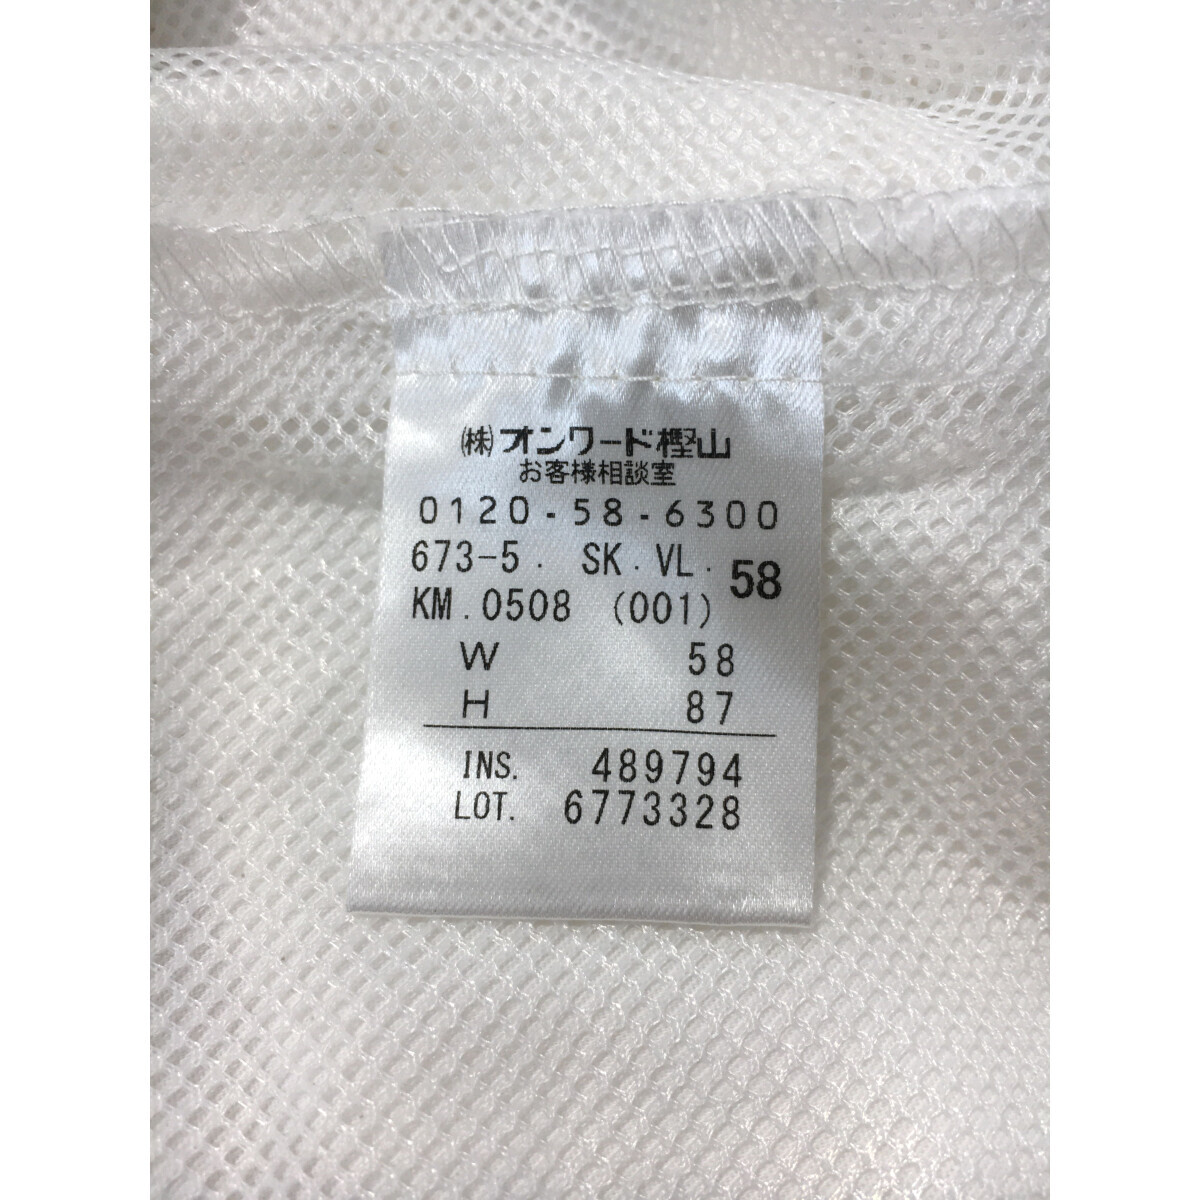 (株)オンワード樫山
お客様相談室
0120-58-6300
673-5. SK.VL. 58
KM.0508 (001)
W 58
H 87
INS. 489794
LOT. 6773328